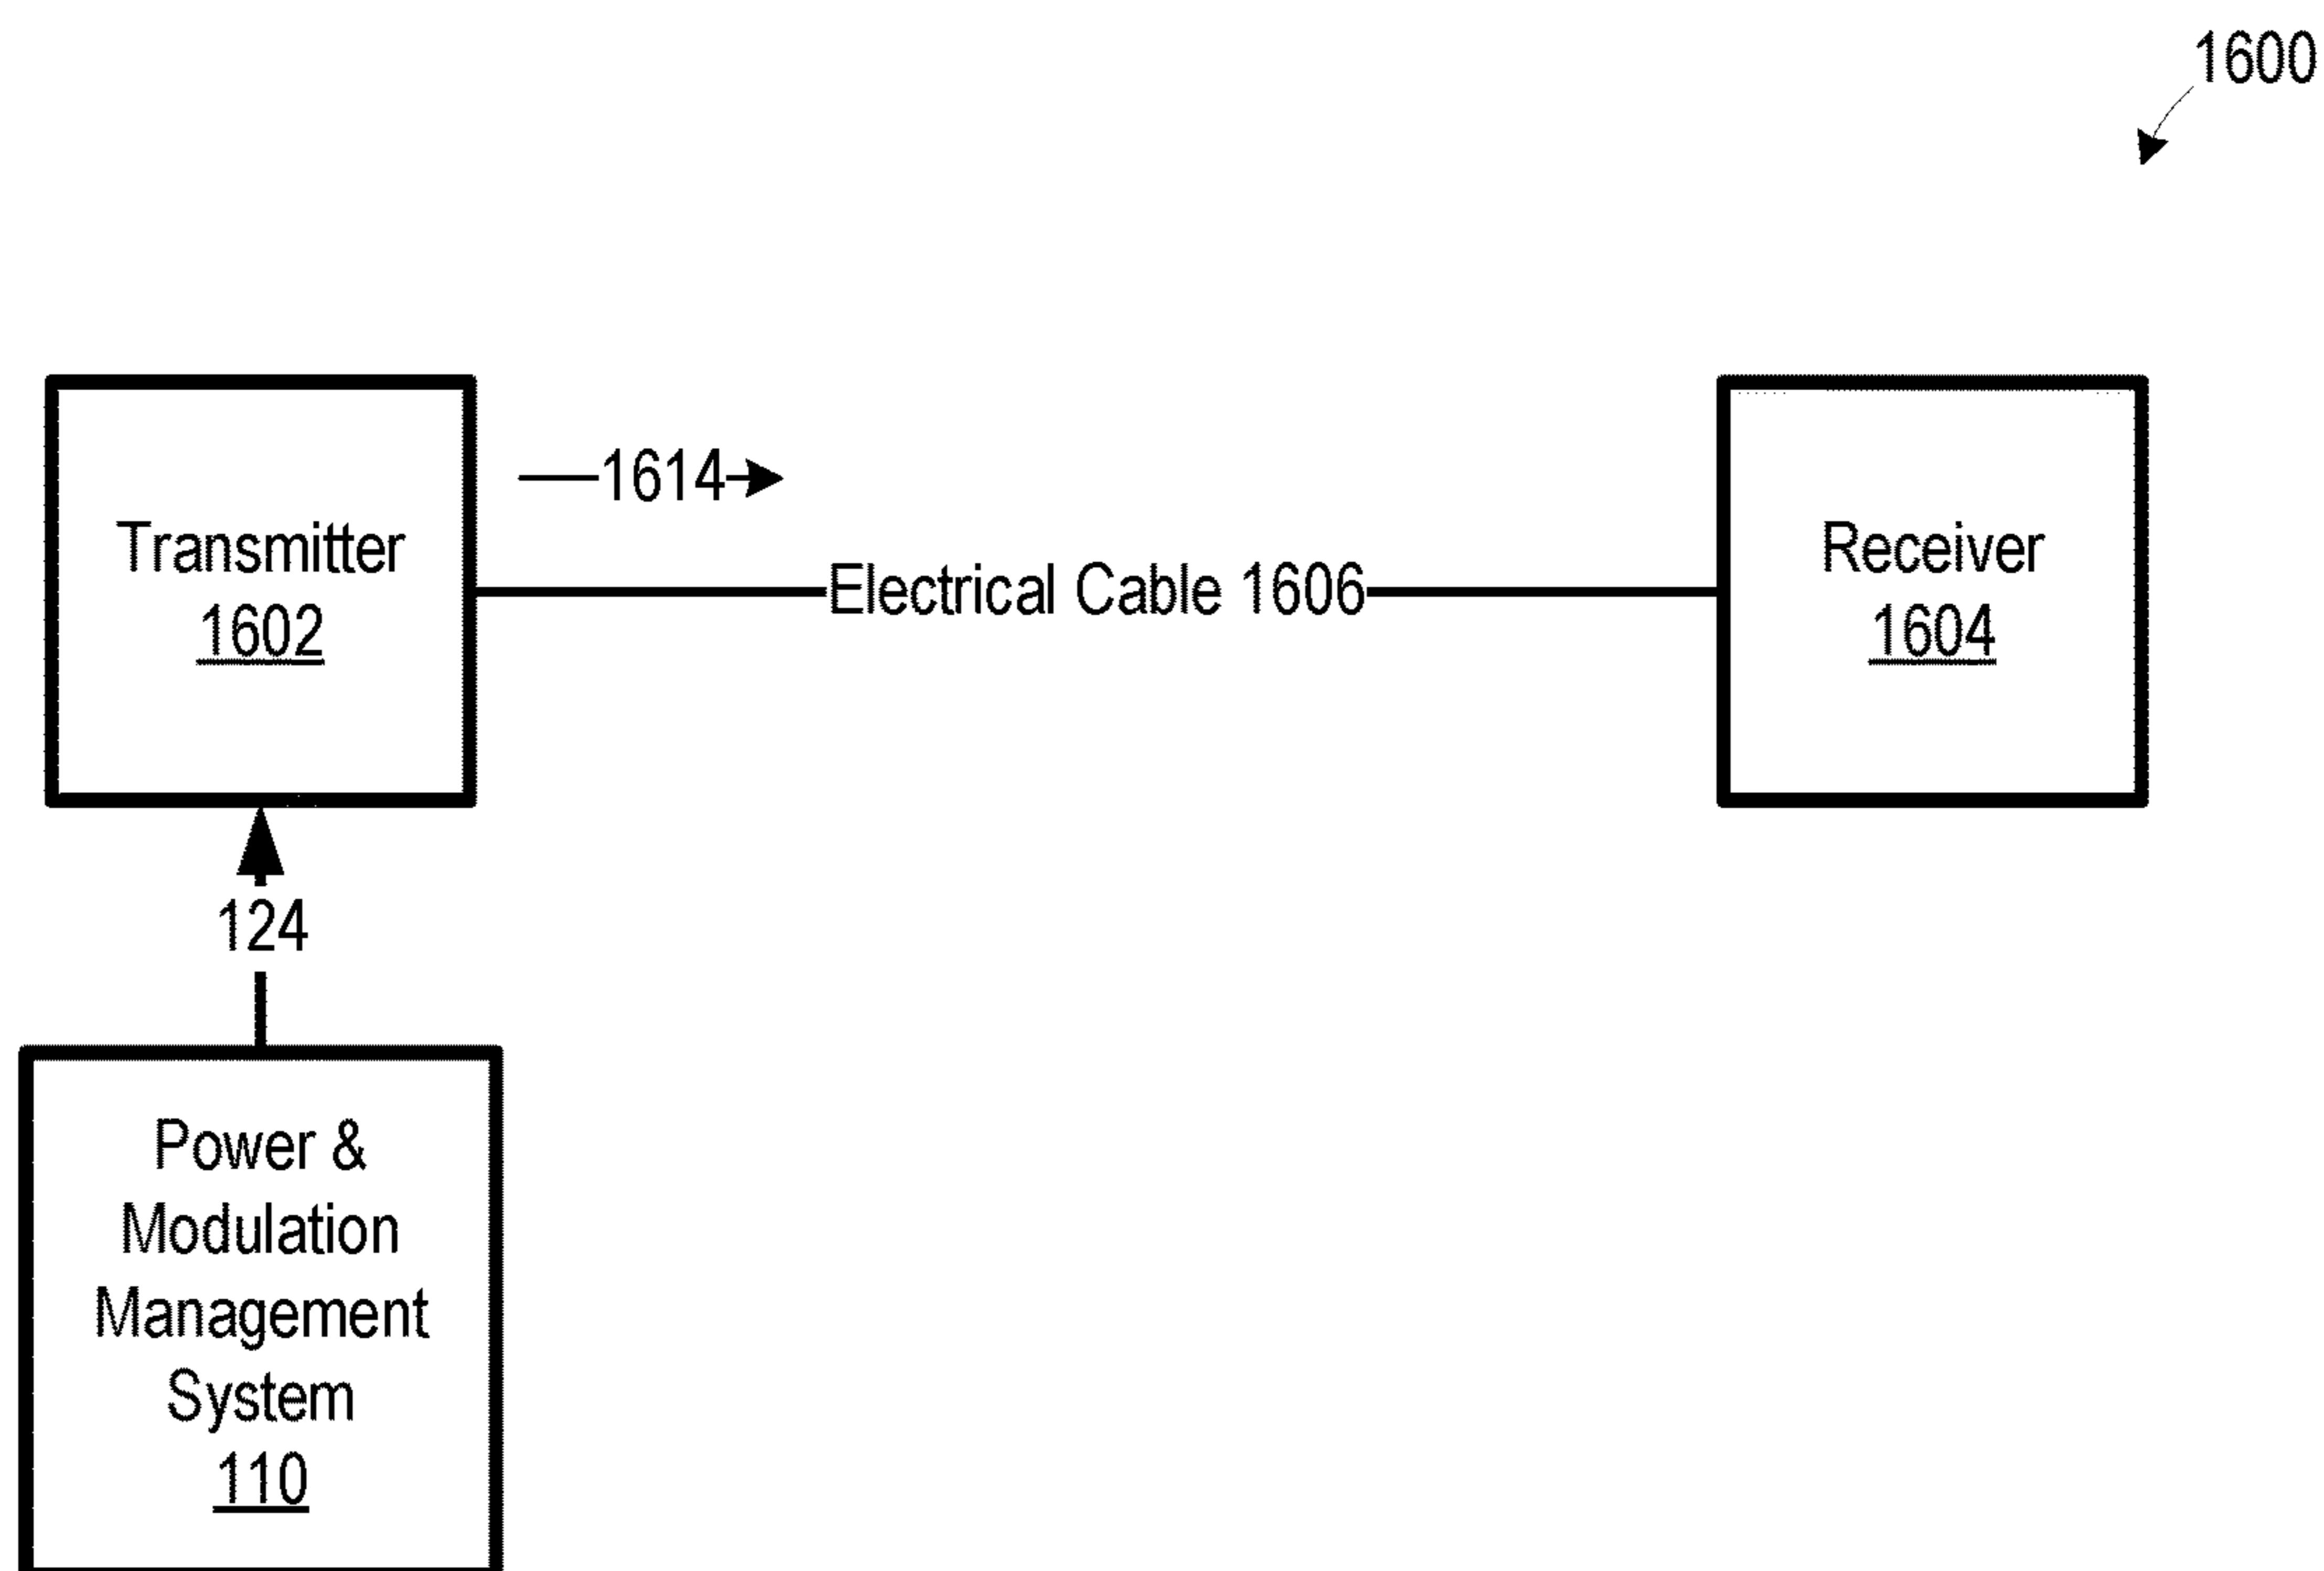 1600
1614
Transmitter
1602
Electrical Cable 1606
Receiver
1604
124
Power &
Modulation
Management
System
110